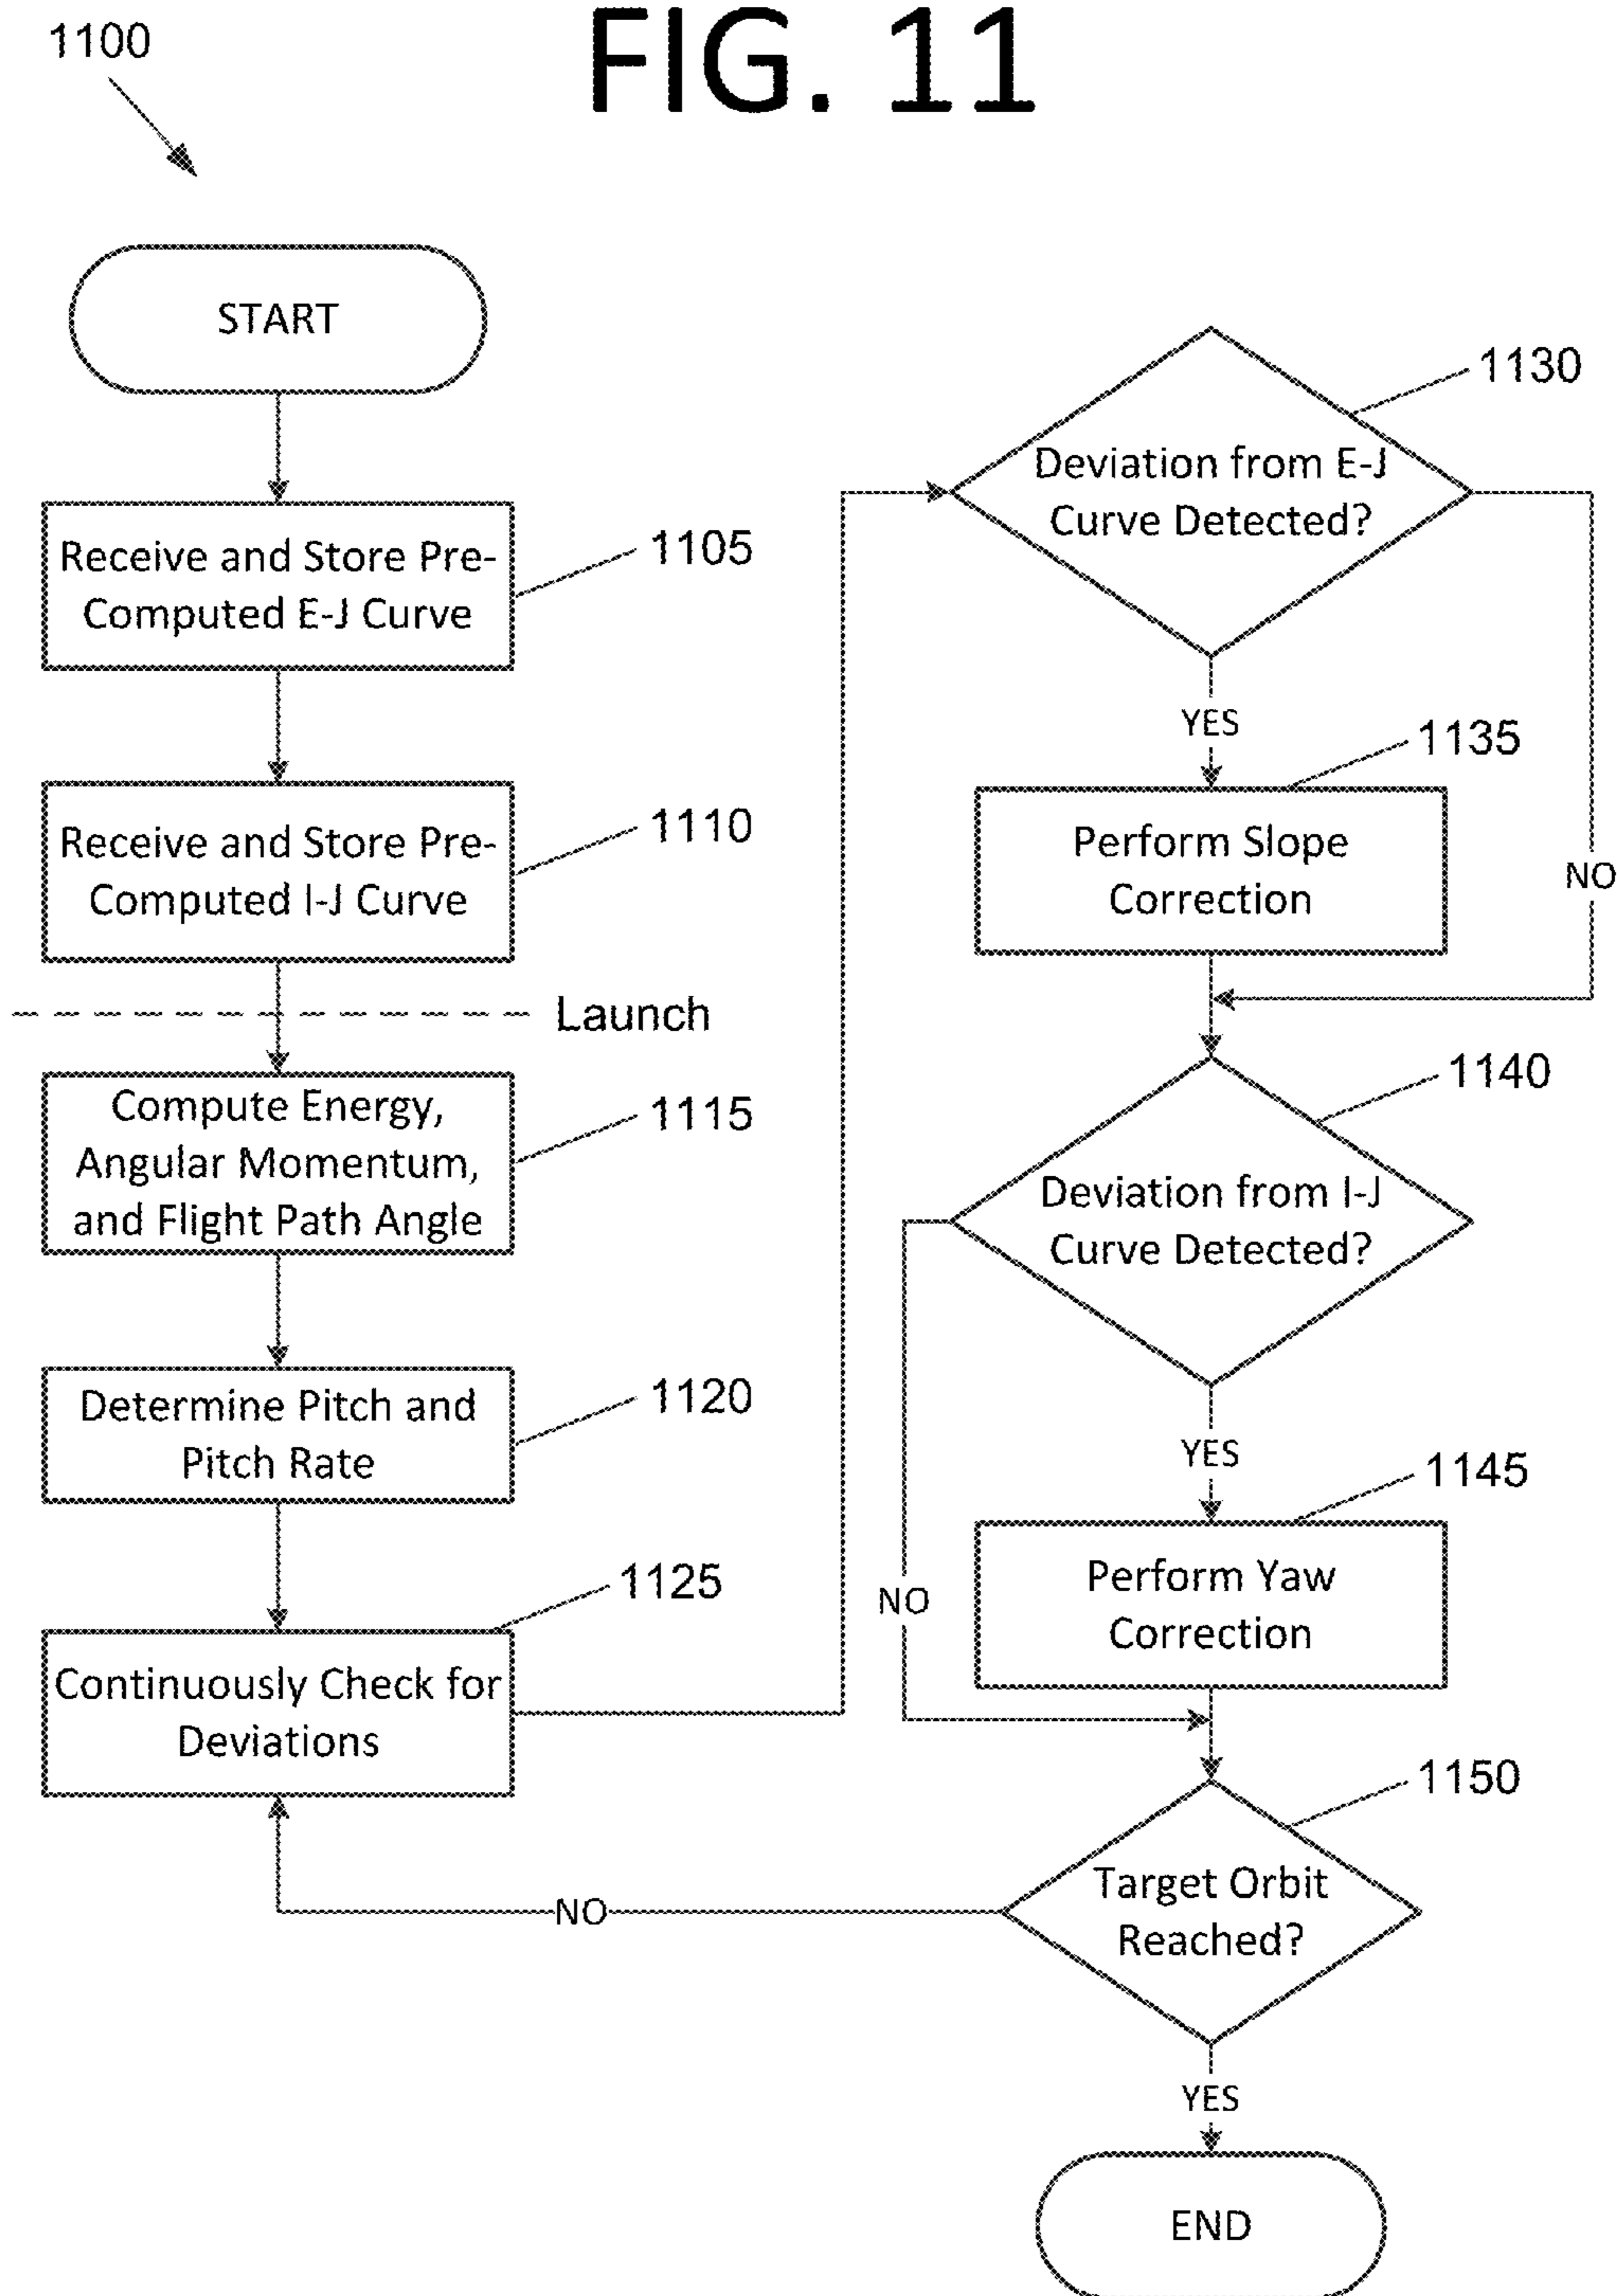 FIG. 11
1100
START
Receive and Store Pre-
Computed E-J Curve
1105
Receive and Store Pre-
Computed I-J Curve
1110
Launch
Compute Energy,
Angular Momentum,
and Flight Path Angle
1115
Determine Pitch and
Pitch Rate
1120
Continuously Check for
Deviations
1125
Deviation from E-J
Curve Detected?
1130
YES
NO
Perform Slope
Correction
1135
Deviation from I-J
Curve Detected?
1140
YES
NO
Perform Yaw
Correction
1145
Target Orbit
Reached?
1150
NO
YES
END